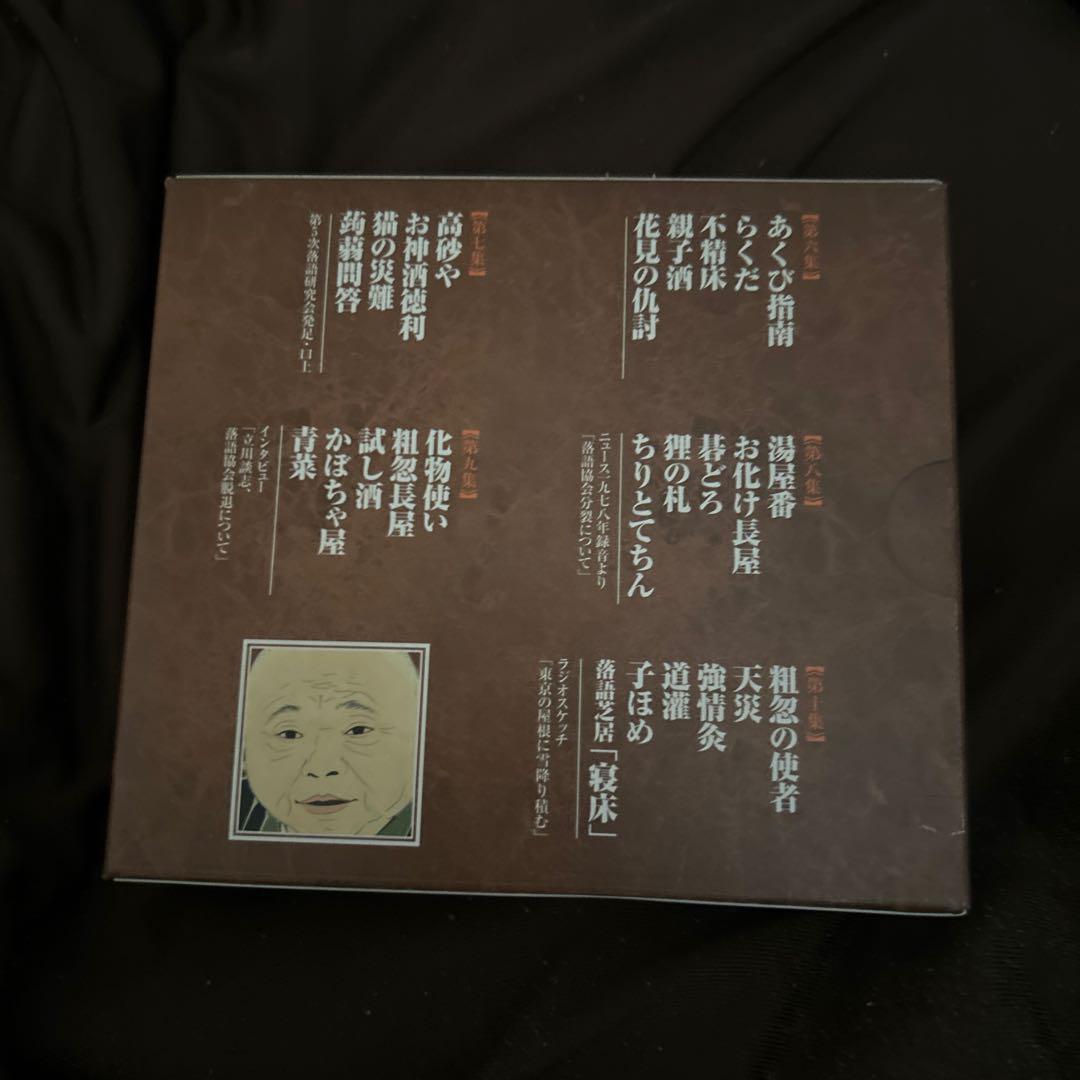 【第六集】
あくび指南
らくだ
不精床
親子酒
花見の仇討
【第七集】
高砂や
お神酒徳利
猫の災難
蒟蒻問答
第5次落語研究会発足・口上
【第八集】
湯屋番
お化け長屋
碁どろ
狸の札
ちりとてちん
ニュース一九七八年録音より
「落語協会分裂について」
【第九集】
化物使い
粗忽長屋
試し酒
かぼちゃ屋
青菜
インタビュー
「立川談志、
落語協会脱退について」
【第十集】
粗忽の使者
天災
強情灸
道灌
子ほめ
落語芝居「寝床」
ラジオスケッチ
「東京の屋根に雪降り積む」